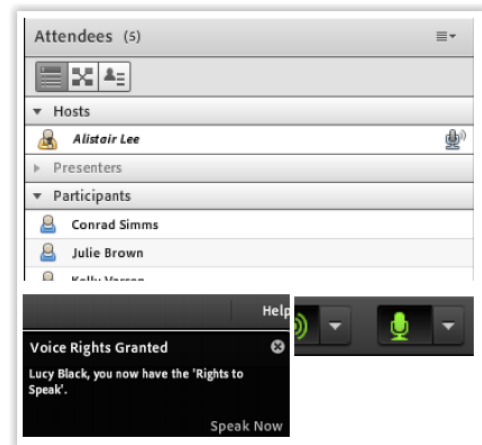 Attendees (5)
Hosts
Alistair Lee
Presenters
Participants
Conrad Simms
Julie Brown
Help
Voice Rights Granted
Lucy Black, you now have the 'Rights to
Speak'.
Speak Now